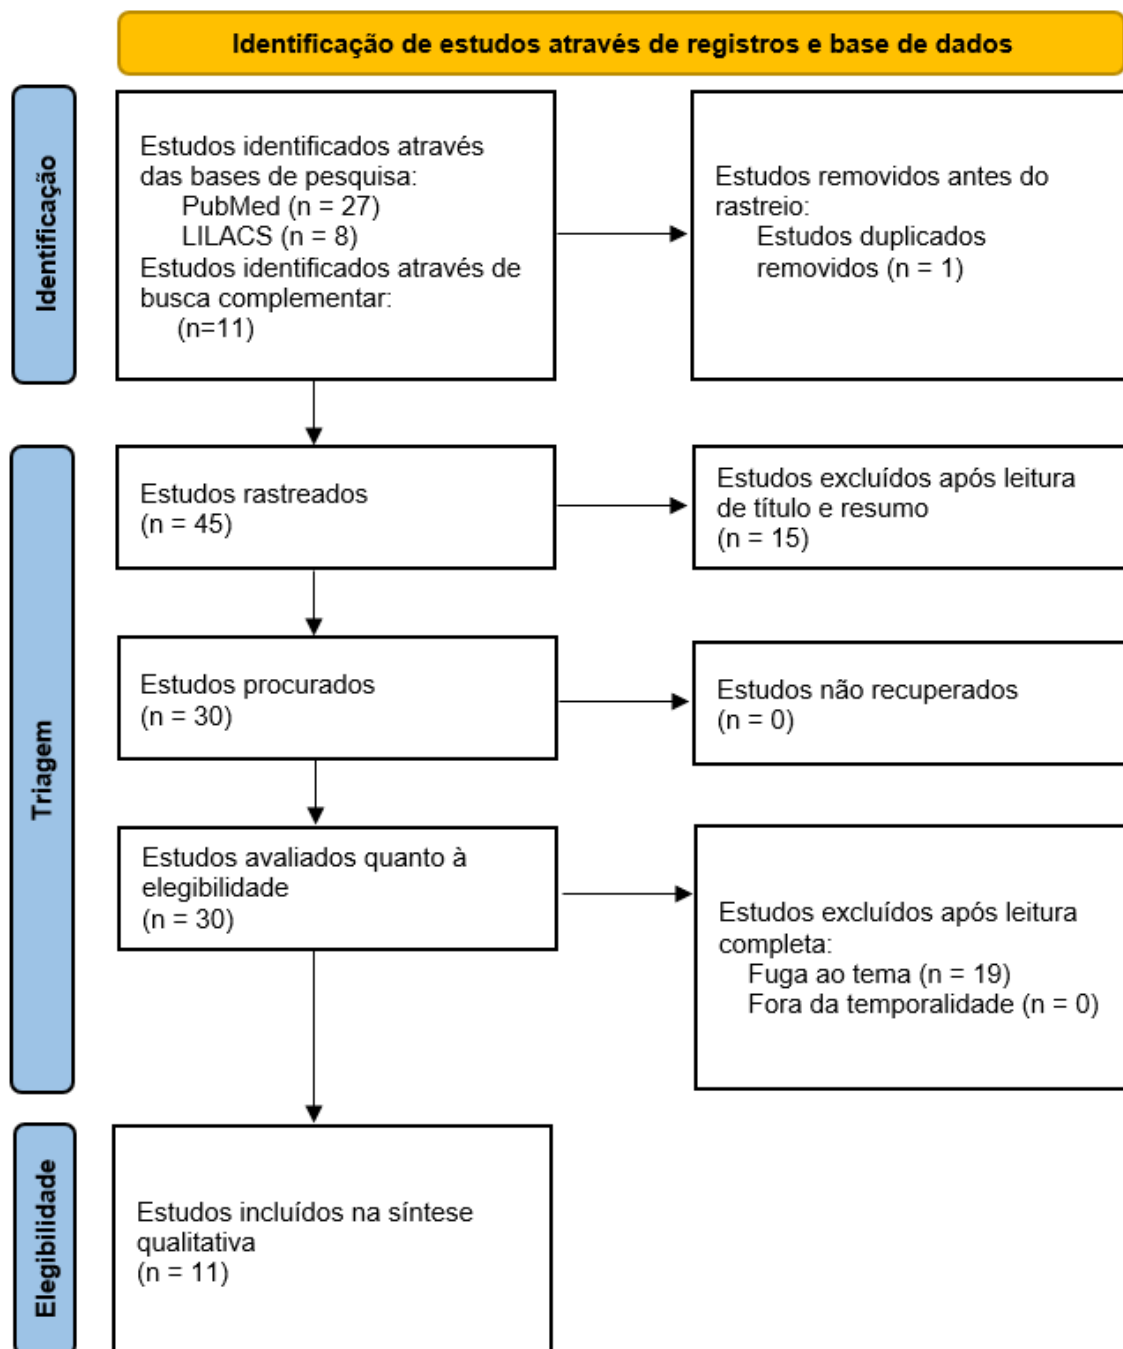 Identificação de estudos através de registros e base de dados
Identificação
Estudos identificados através
das bases de pesquisa:
PubMed (n = 27)
LILACS (n = 8)
Estudos identificados através de
busca complementar:
(n=11)
Estudos removidos antes do
rastreio:
Estudos duplicados
removidos (n = 1)
Triagem
Estudos rastreados
(n = 45)
Estudos excluídos após leitura
de título e resumo
(n = 15)
Estudos procurados
(n = 30)
Estudos não recuperados
(n = 0)
Estudos avaliados quanto à
elegibilidade
(n = 30)
Estudos excluídos após leitura
completa:
Fuga ao tema (n = 19)
Fora da temporalidade (n = 0)
Elegibilidade
Estudos incluídos na síntese
qualitativa
(n = 11)